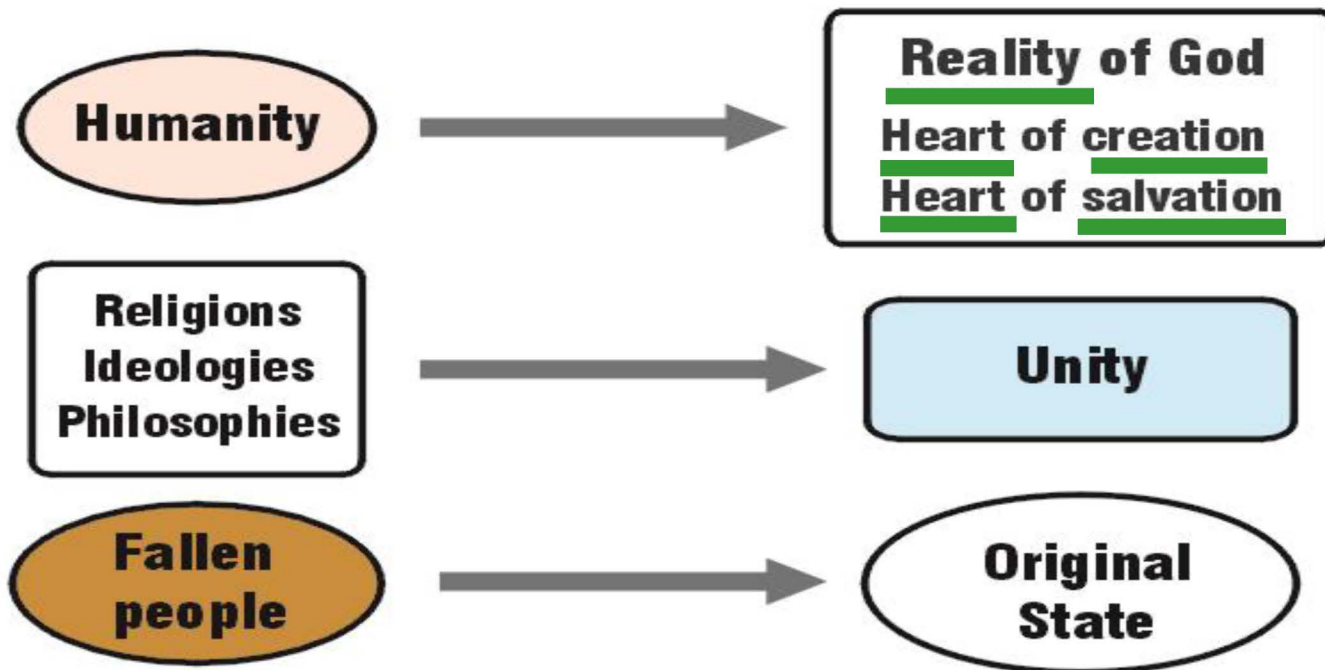 Humanity
Reality of God
Heart of creation
Heart of salvation
Religions
Ideologies
Philosophies
Unity
Fallen
people
Original
State